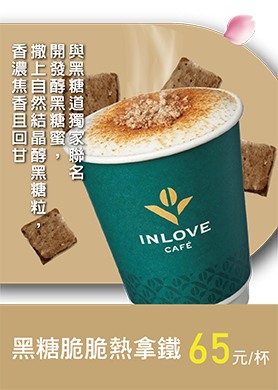 與黑糖道獨家聯名
開發醇黑糖蜜，
撒上自然結晶醇黑糖粒，
香濃焦香且回甘
INLOVE
CAFÉ
黑糖脆脆熱拿鐵 65元/杯